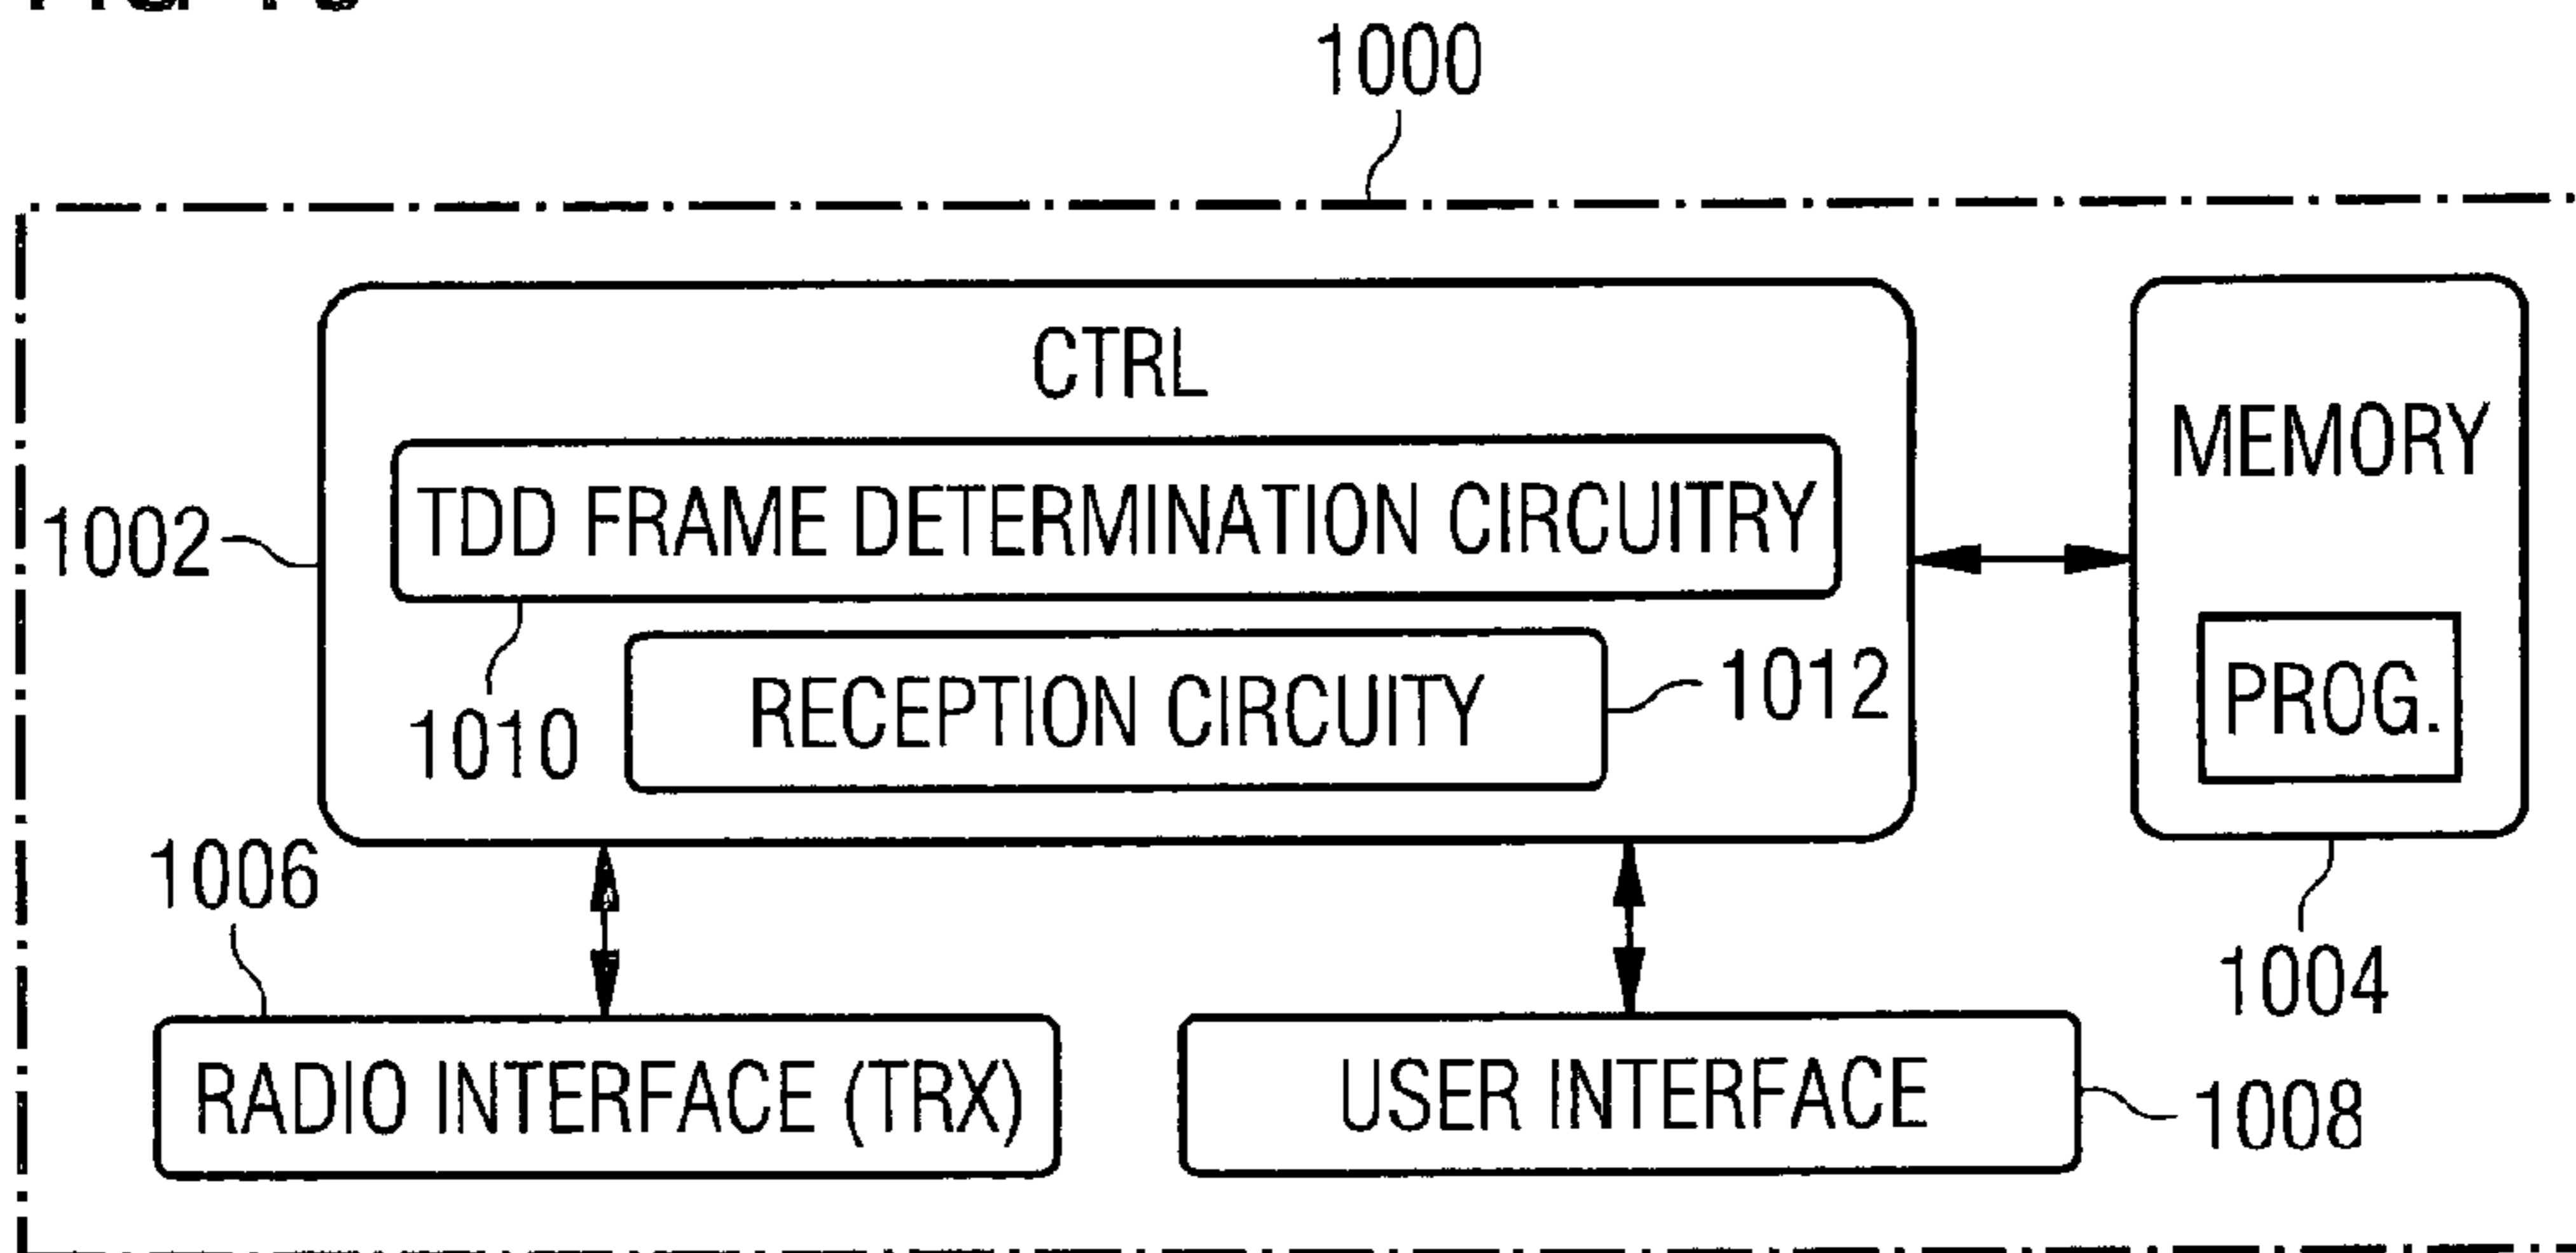 1000
CTRL
MEMORY
TDD FRAME DETERMINATION CIRCUITRY
1002
PROG.
RECEPTION CIRCUITY
1012
1010
1006
1004
RADIO INTERFACE (TRX)
USER INTERFACE
1008